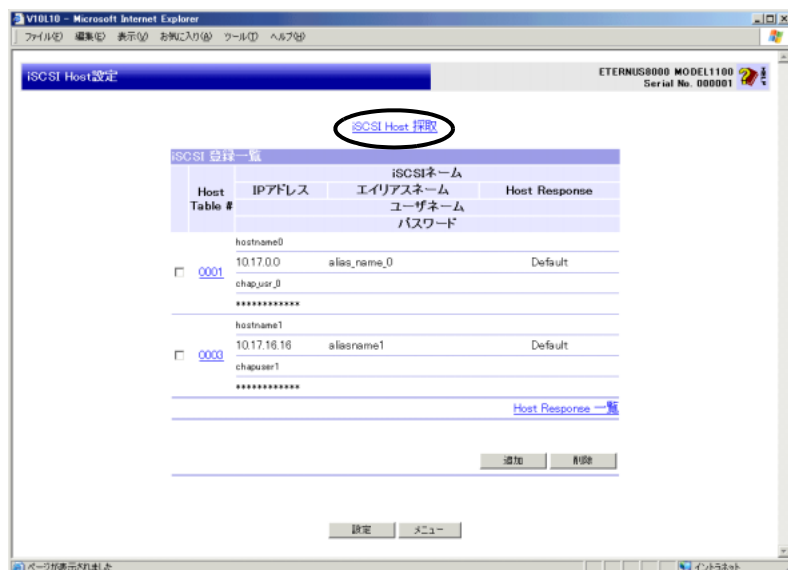 V10L10 - Microsoft Internet Explorer
ファイル(F) 編集(E) 表示(V) お気に入り(A) ツール(T) ヘルプ(H)
iSCSI Host設定
ETERNUS8000 MODEL1100
Serial No. 000001
iSCSI Host 採取
iSCSI 登録一覧
Host Table #
IPアドレス
iSCSIネーム
エイリアスネーム
Host Response
ユーザネーム
パスワード
hostname0
0001
10.17.0.0 alias_name_0 Default
chap_usr_0
************
hostname1
0003
10.17.16.16 aliasname1 Default
chapuser1
************
Host Response 一覧
追加 削除
設定 メニュー
ページが表示されました イントラネット